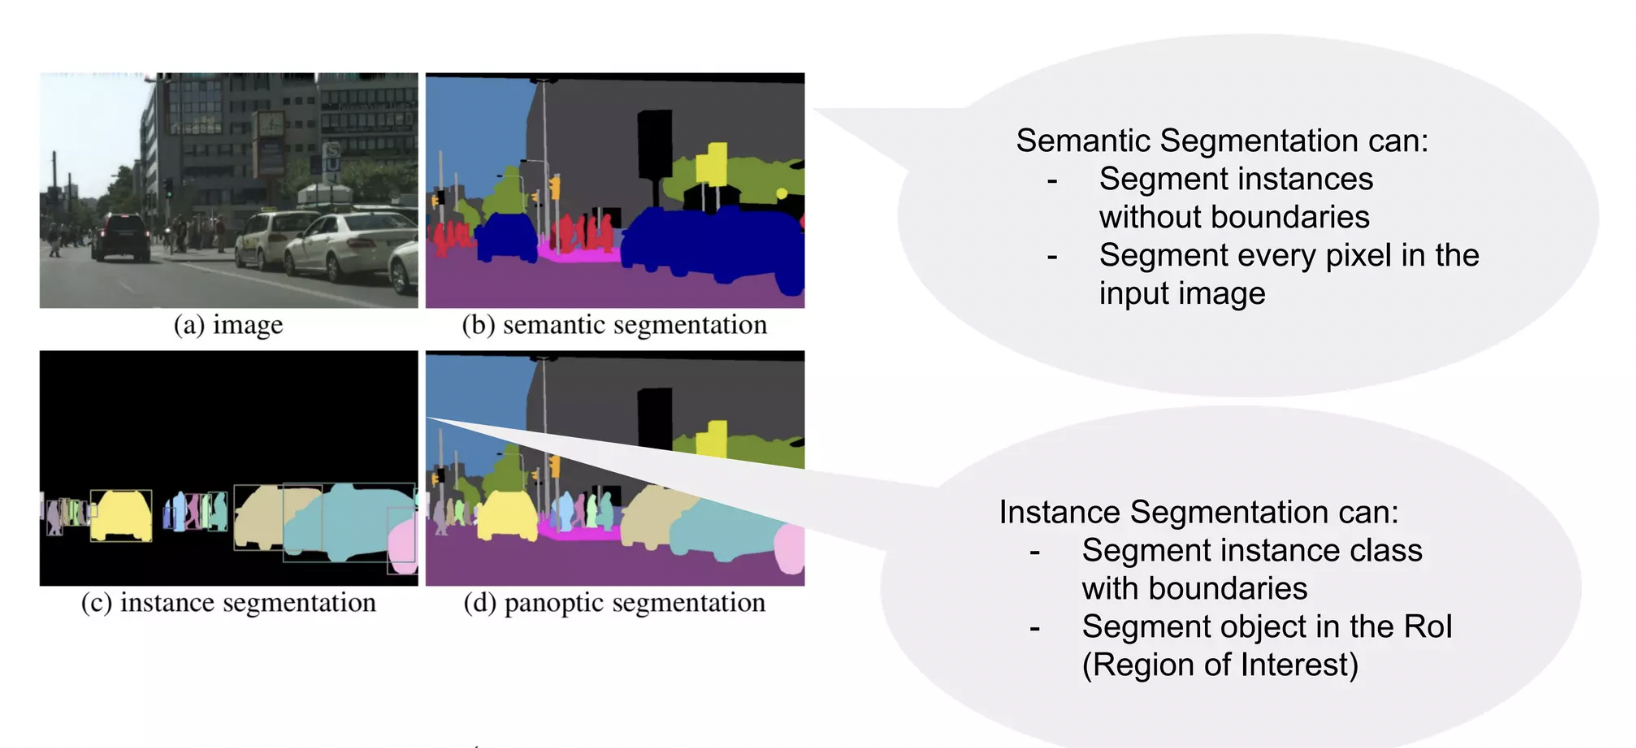 (a) image
(b) semantic segmentation
(c) instance segmentation
(d) panoptic segmentation
Semantic Segmentation can:
- Segment instances
without boundaries
- Segment every pixel in the
input image
Instance Segmentation can:
- Segment instance class
with boundaries
- Segment object in the RoI
(Region of Interest)